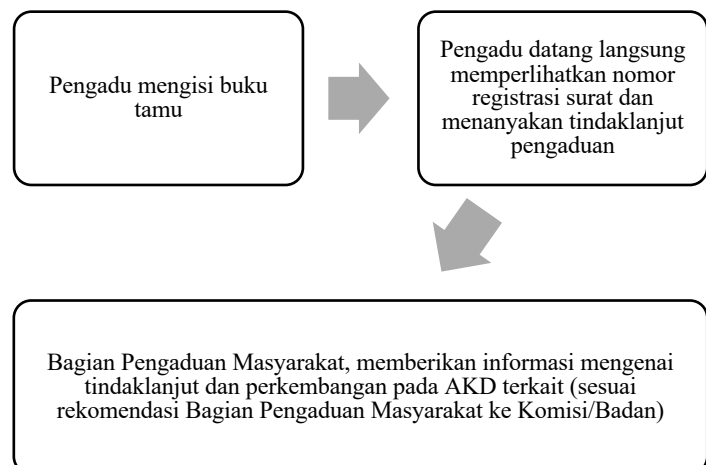 Pengadu mengisi buku
tamu
Pengadu datang langsung
memperlihatkan nomor
registrasi surat dan
menanyakan tindaklanjut
pengaduan
Bagian Pengaduan Masyarakat, memberikan informasi mengenai
tindaklanjut dan perkembangan pada AKD terkait (sesuai
rekomendasi Bagian Pengaduan Masyarakat ke Komisi/Badan)